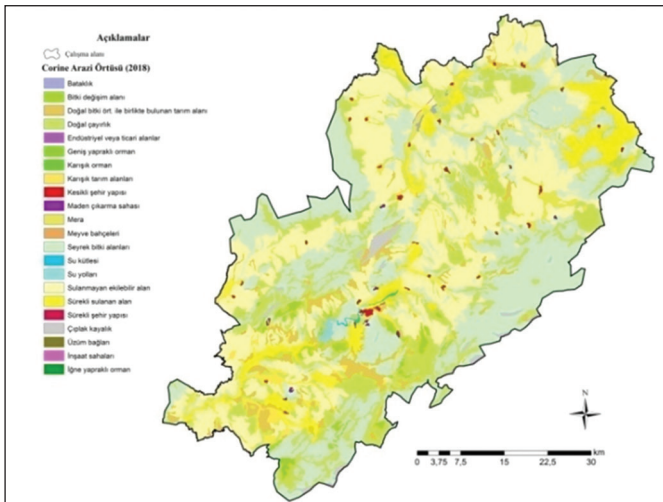 Açıklamalar
Çalışma alanı
Corine Arazi Örtüsü (2018)
Bataklık
Bitki değişim alanı
Doğal bitki ört. ile birlikte bulunan tarım alanı
Doğal çayırlık
Endüstriyel veya ticari alanlar
Geniş yapraklı orman
Karışık orman
Karışık tarım alanları
Kesikli şehir yapısı
Maden çıkarma sahası
Mera
Meyve bahçeleri
Seyrek bitki alanları
Su kütlesi
Su yolları
Sulanmayan ekilebilir alan
Sürekli sulanan alan
Sürekli şehir yapısı
Çıplak kayalık
Üzüm bağları
İnşaat sahaları
İğne yapraklı orman
N
km
0 3,75 7,5 15 22,5 30